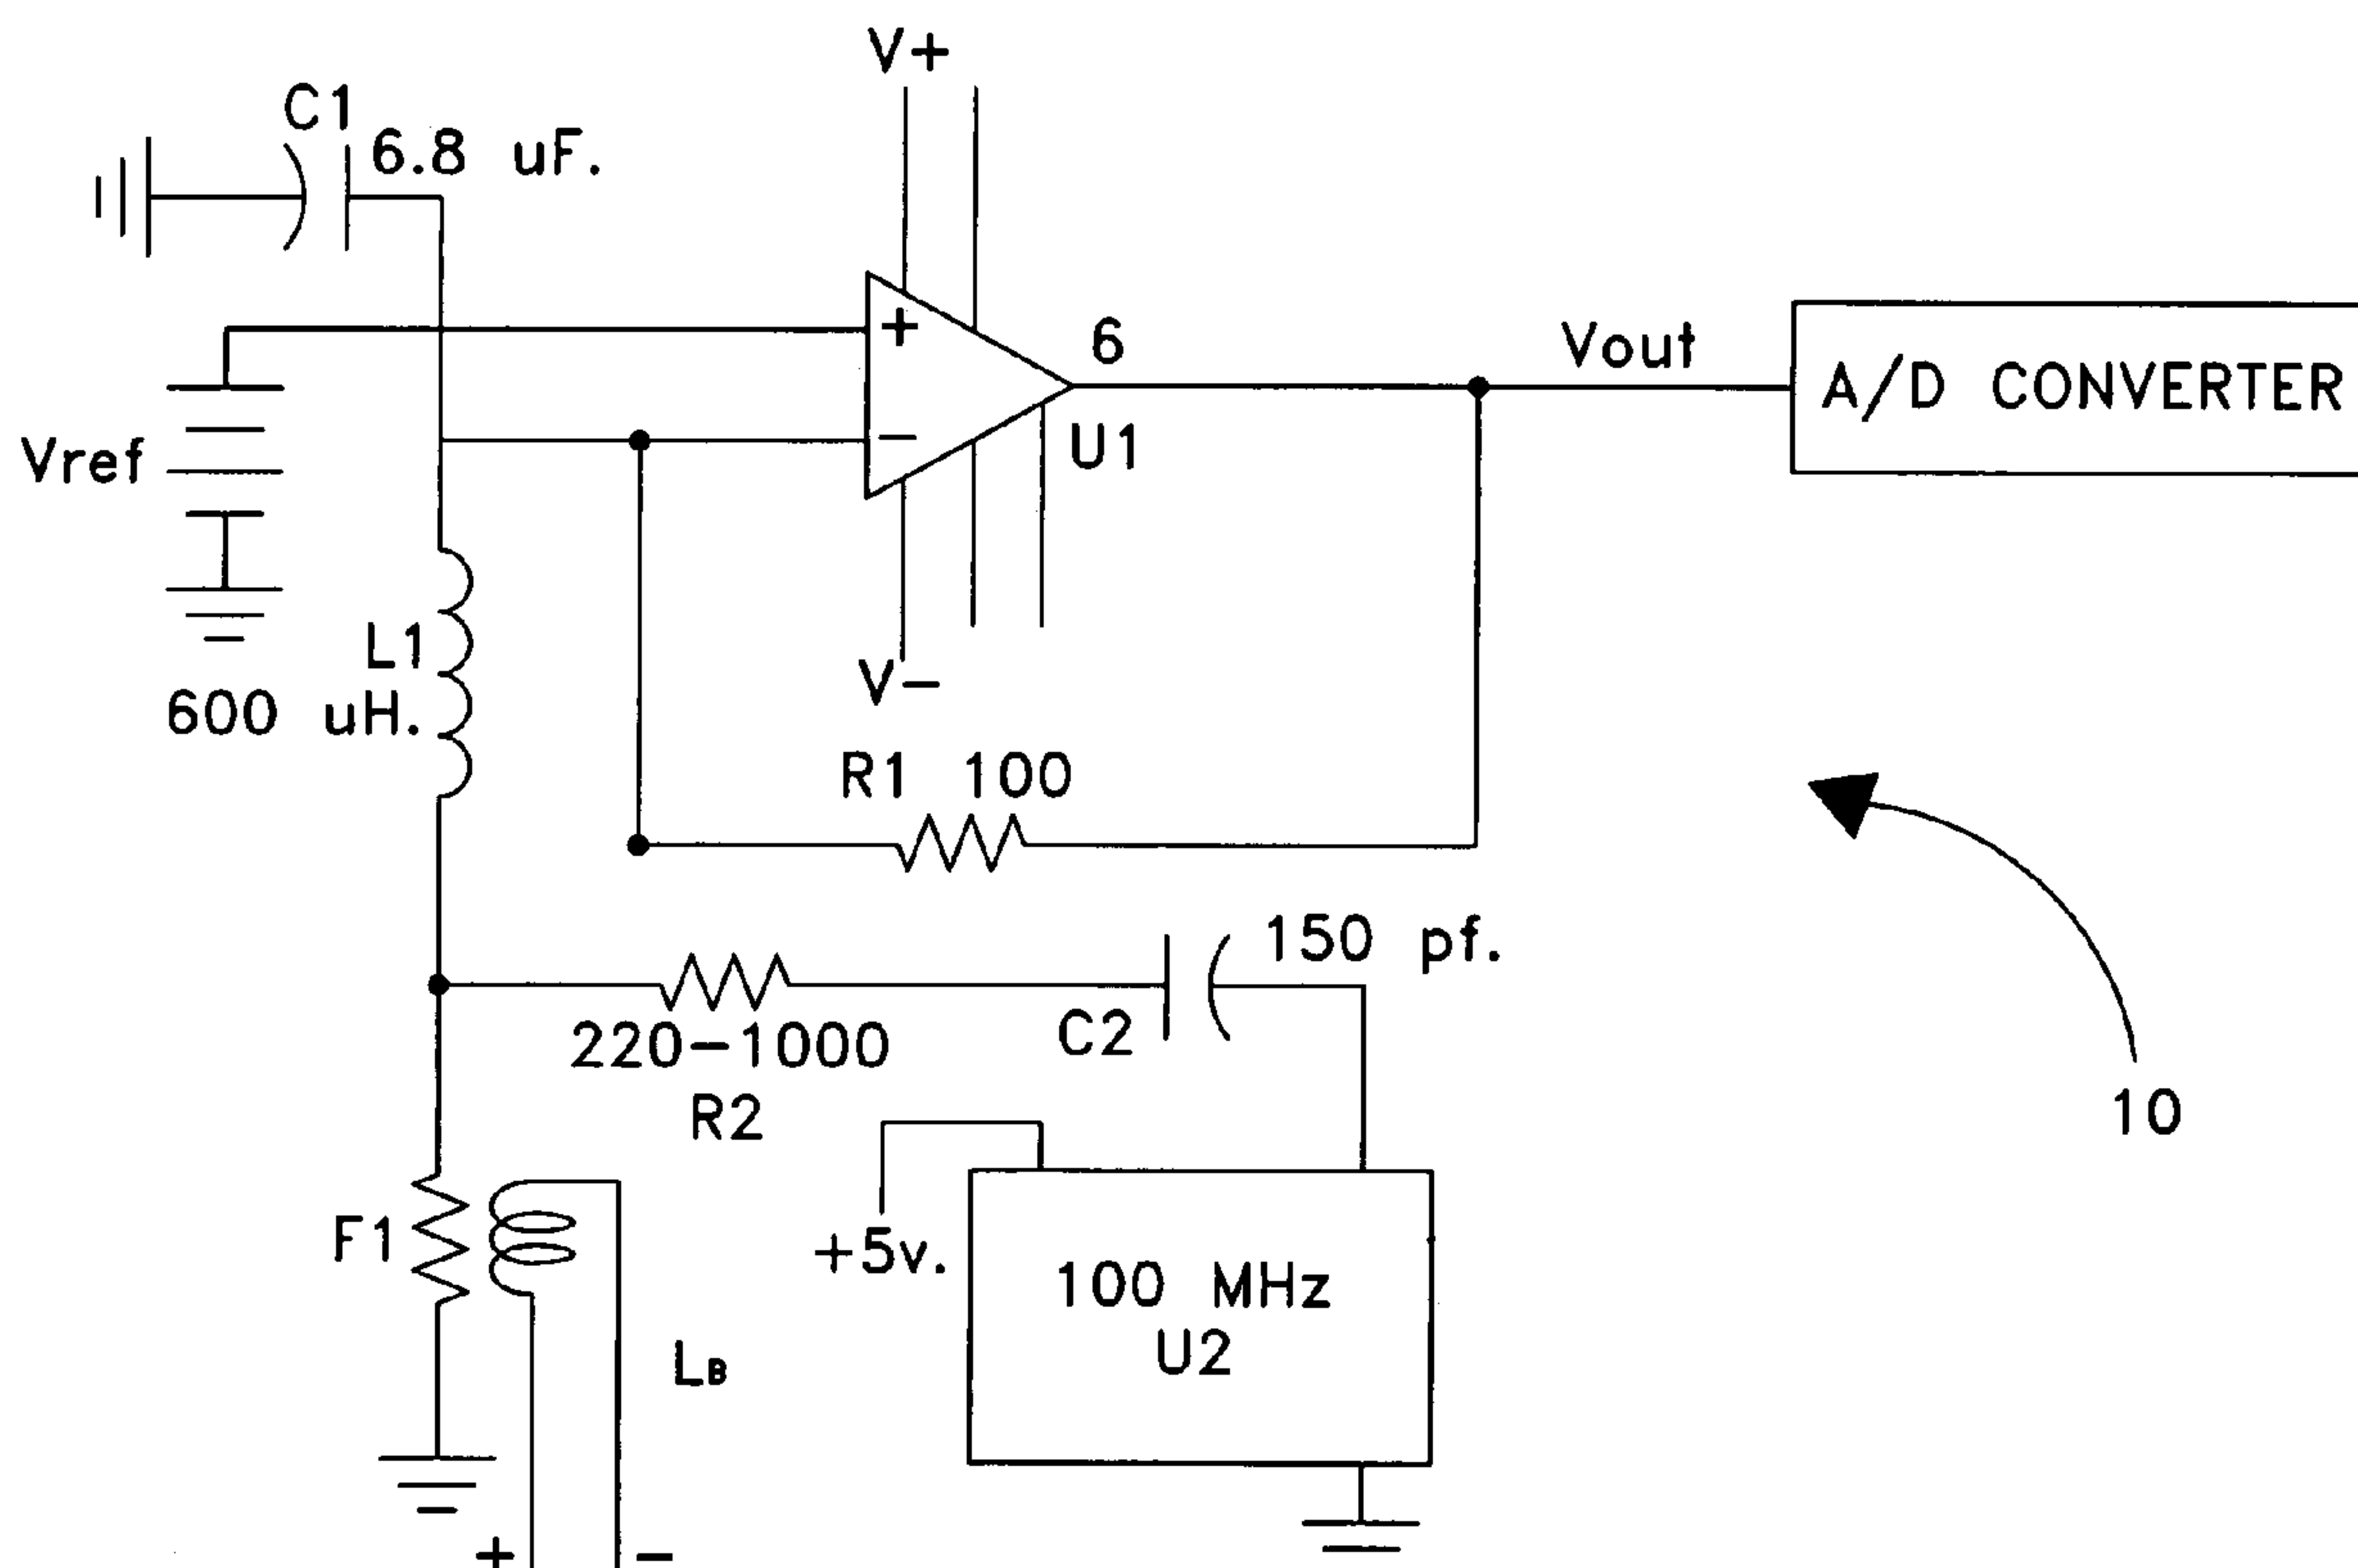 V+
C1
6.8 uF.
+
6
Vout
A/D CONVERTER
−
U1
Vref
L1
600 uH.
V−
R1 100
150 pf.
220−1000
R2
C2
10
F1
+5v.
100 MHz
U2
LB
+ −